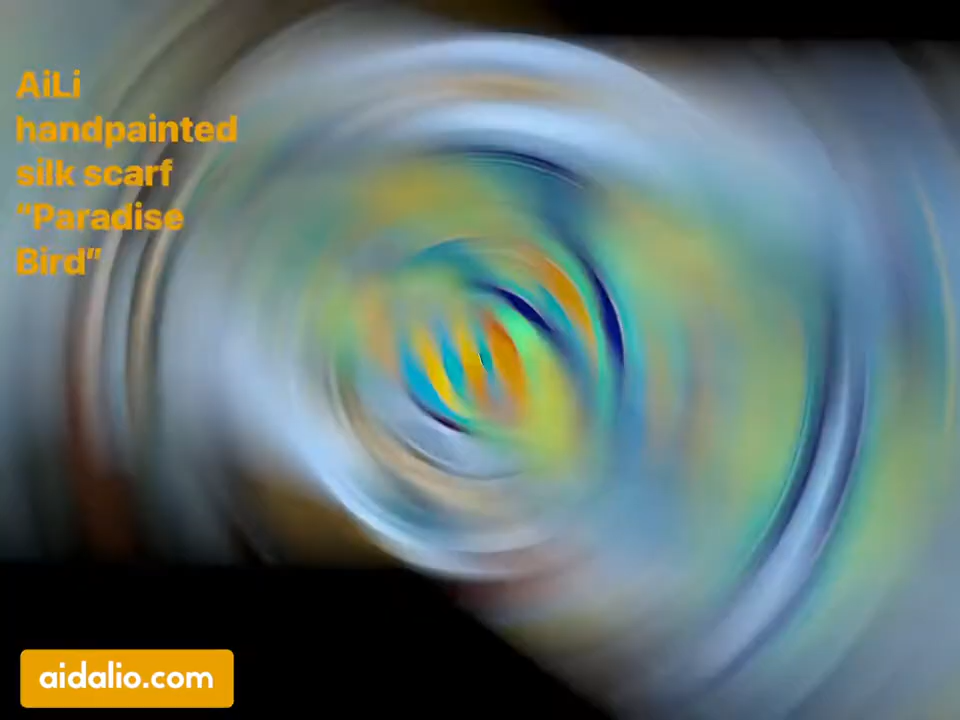 AiLi
handpainted
silk scarf
“Paradise
Bird”
aidalio.com